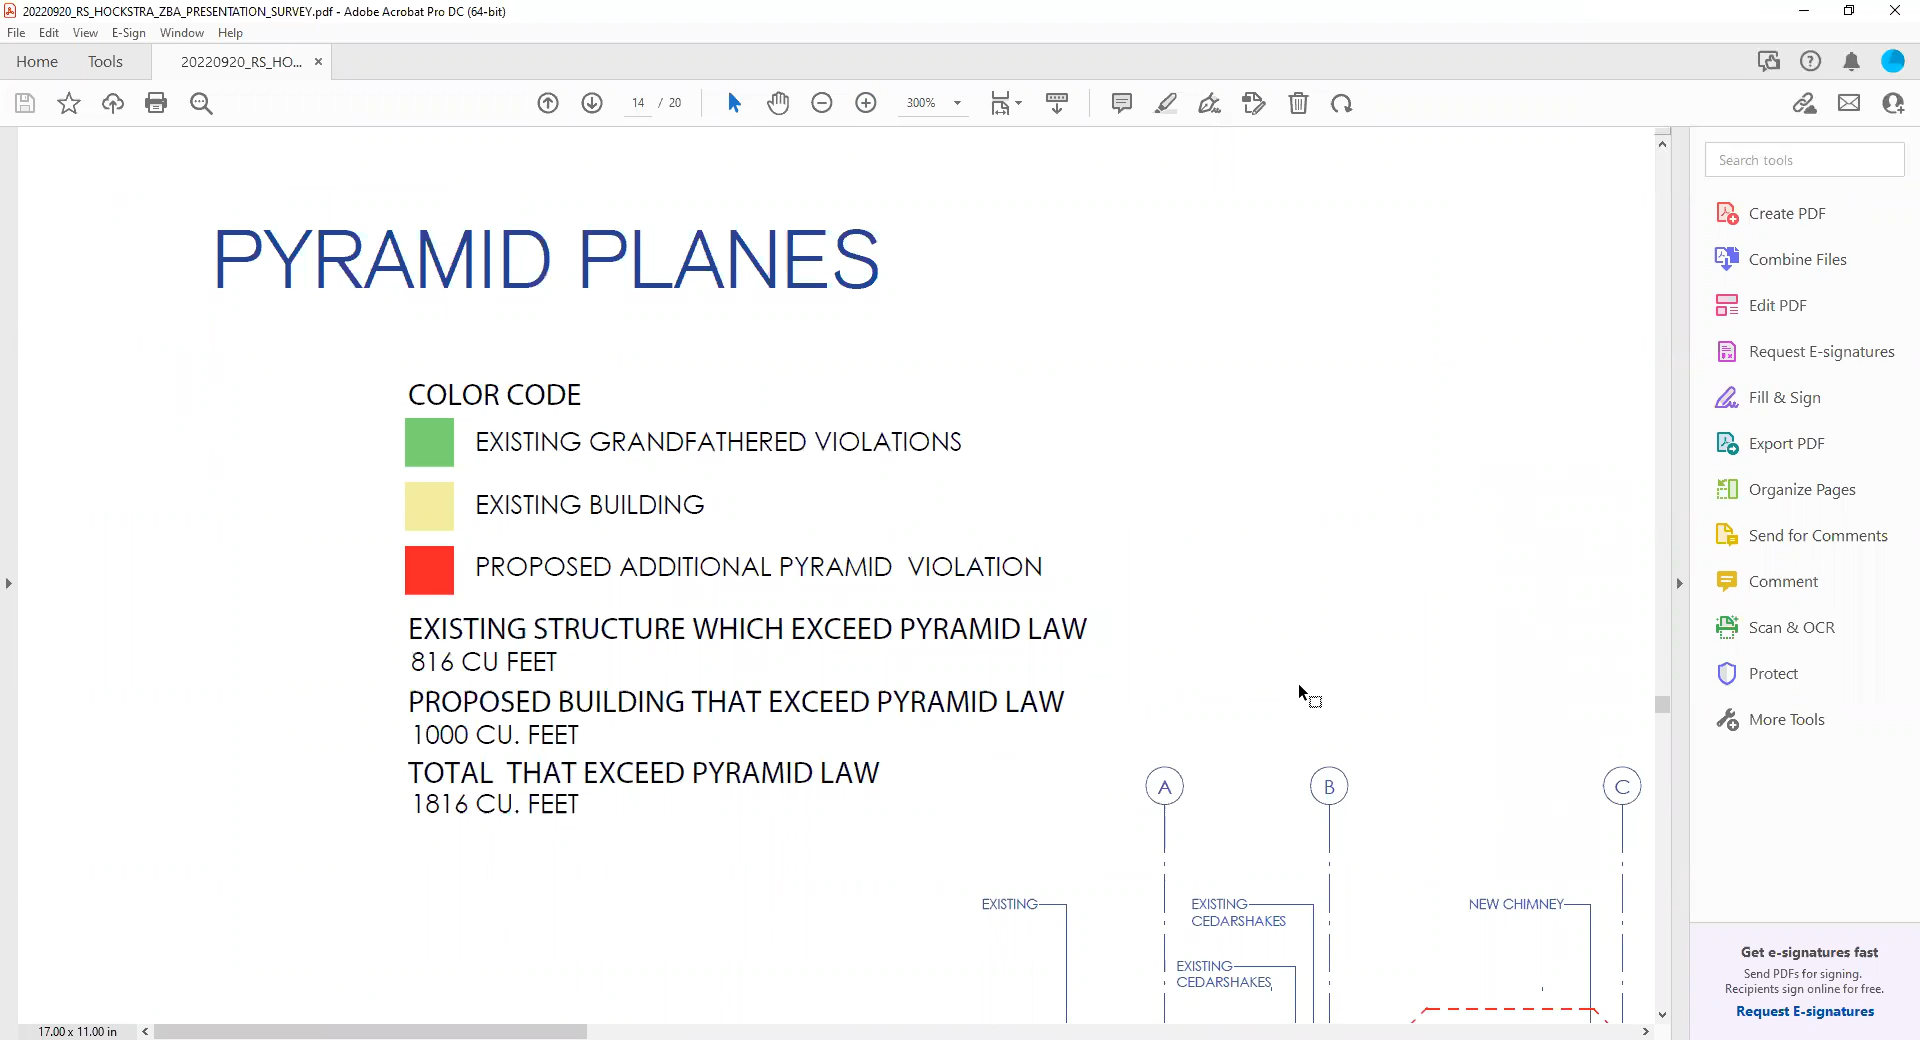 20220920_RS_HOCKSTRA_ZBA_PRESENTATION_SURVEY.pdf - Adobe Acrobat Pro DC (64-bit)
File Edit View E-Sign Window Help
Home Tools 20220920_RS_HO... ×
14 / 20 300%
Search tools
PYRAMID PLANES
COLOR CODE
EXISTING GRANDFATHERED VIOLATIONS
EXISTING BUILDING
PROPOSED ADDITIONAL PYRAMID VIOLATION
EXISTING STRUCTURE WHICH EXCEED PYRAMID LAW
816 CU FEET
PROPOSED BUILDING THAT EXCEED PYRAMID LAW
1000 CU. FEET
TOTAL THAT EXCEED PYRAMID LAW
1816 CU. FEET
A B C
EXISTING
EXISTING
CEDARSHAKES
EXISTING
CEDARSHAKES
NEW CHIMNEY
Create PDF
Combine Files
Edit PDF
Request E-signatures
Fill & Sign
Export PDF
Organize Pages
Send for Comments
Comment
Scan & OCR
Protect
More Tools
Get e-signatures fast
Send PDFs for signing.
Recipients sign online for free.
Request E-signatures
17.00 x 11.00 in